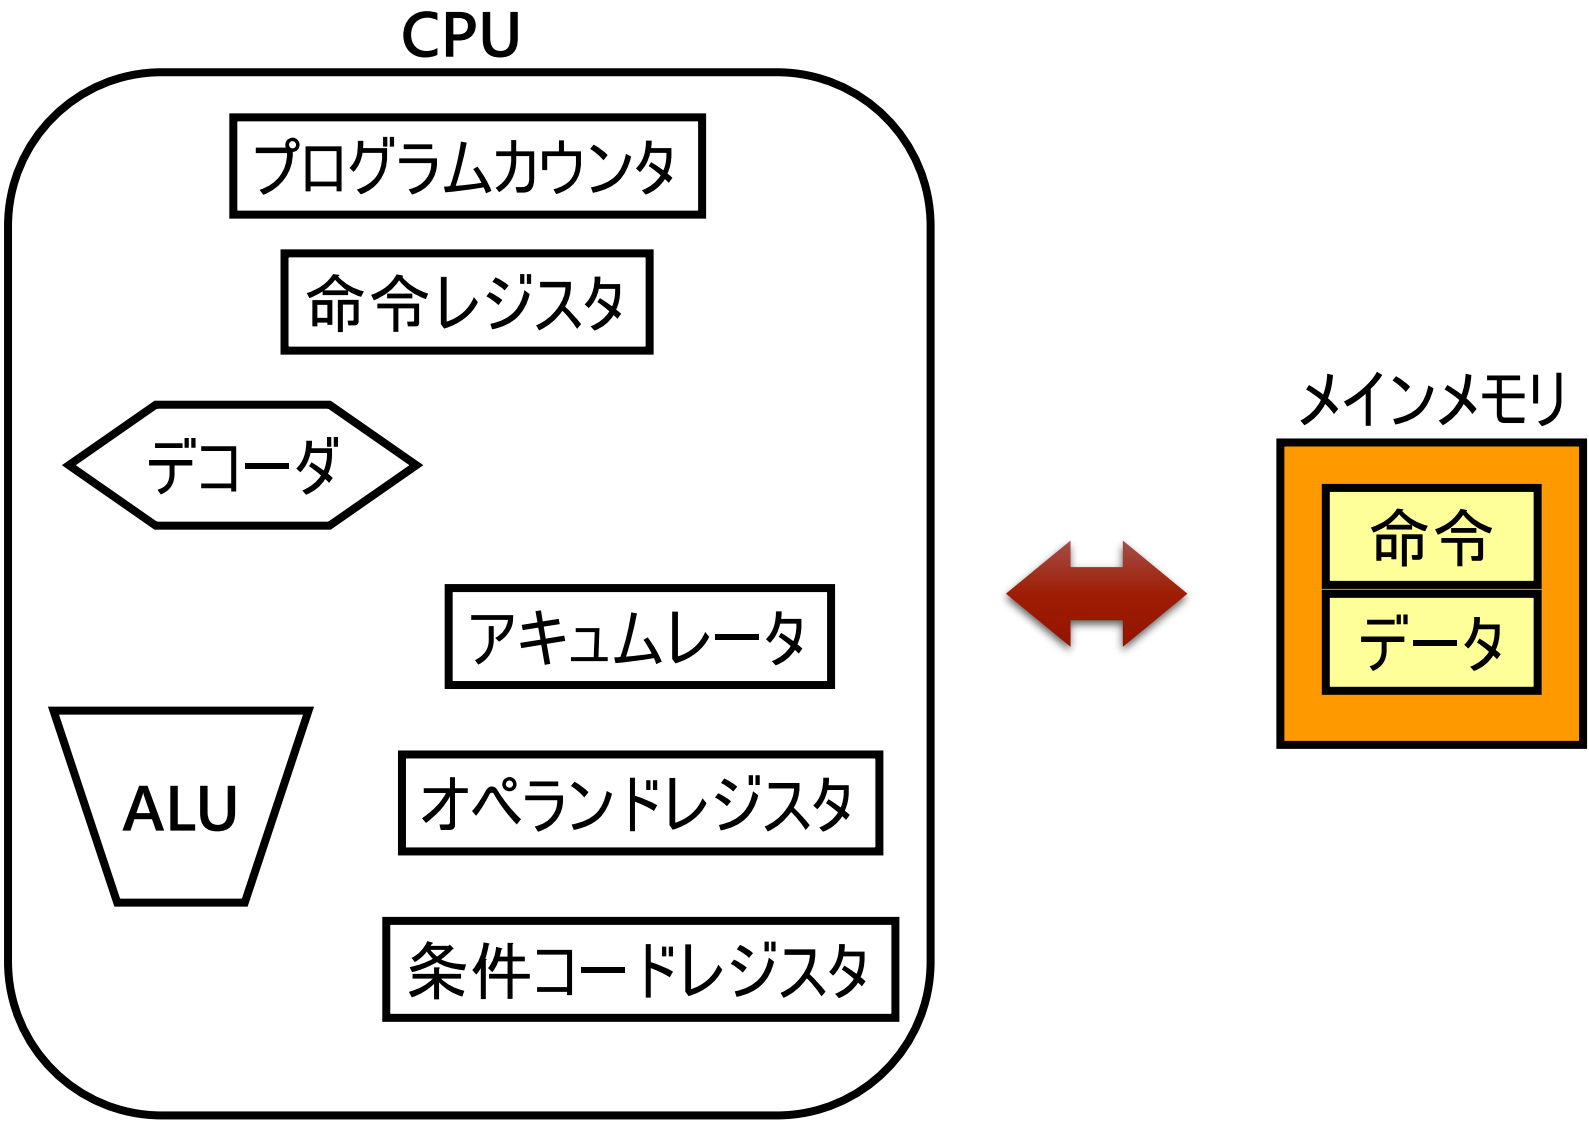 CPU
プログラムカウンタ
命令レジスタ
デコーダ
アキュムレータ
ALU
オペランドレジスタ
条件コードレジスタ
メインメモリ
命令
データ